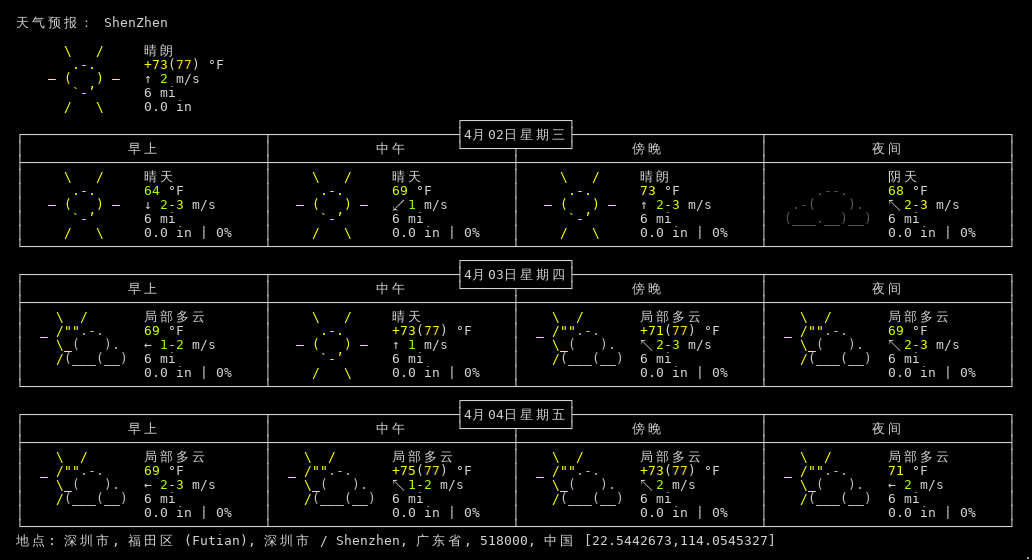 天气预报： ShenZhen
晴朗
+73(77) °F
↑ 2 m/s
6 mi
0.0 in
4月02日星期三
早上 中午 傍晚 夜间
晴天 晴天 晴朗 阴天
64 °F 69 °F 73 °F 68 °F
↓ 2-3 m/s ↙ 1 m/s ↑ 2-3 m/s ↖ 2-3 m/s
6 mi 6 mi 6 mi 6 mi
0.0 in | 0% 0.0 in | 0% 0.0 in | 0% 0.0 in | 0%
4月03日星期四
早上 中午 傍晚 夜间
局部多云 晴天 局部多云 局部多云
69 °F +73(77) °F +71(77) °F 69 °F
← 1-2 m/s ↑ 1 m/s ↖ 2-3 m/s ↖ 2-3 m/s
6 mi 6 mi 6 mi 6 mi
0.0 in | 0% 0.0 in | 0% 0.0 in | 0% 0.0 in | 0%
4月04日星期五
早上 中午 傍晚 夜间
局部多云 局部多云 局部多云 局部多云
69 °F +75(77) °F +73(77) °F 71 °F
← 2-3 m/s ↖ 1-2 m/s ↖ 2 m/s ← 2 m/s
6 mi 6 mi 6 mi 6 mi
0.0 in | 0% 0.0 in | 0% 0.0 in | 0% 0.0 in | 0%
地点: 深圳市, 福田区 (Futian), 深圳市 / Shenzhen, 广东省, 518000, 中国 [22.5442673,114.0545327]